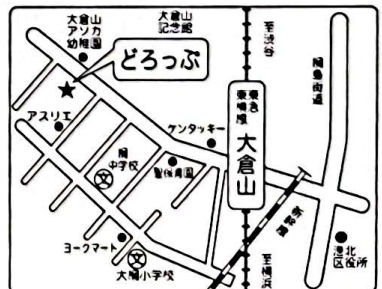 大倉山
アソカ
幼稚園
大倉山
記念館
至渋谷
綱島街道
どろっぷ
東急
東横線
大倉山
アスリエ
ケンタッキー
中学校
新幹線
ヨークマート
大綱小学校
港北
区役所
至横浜